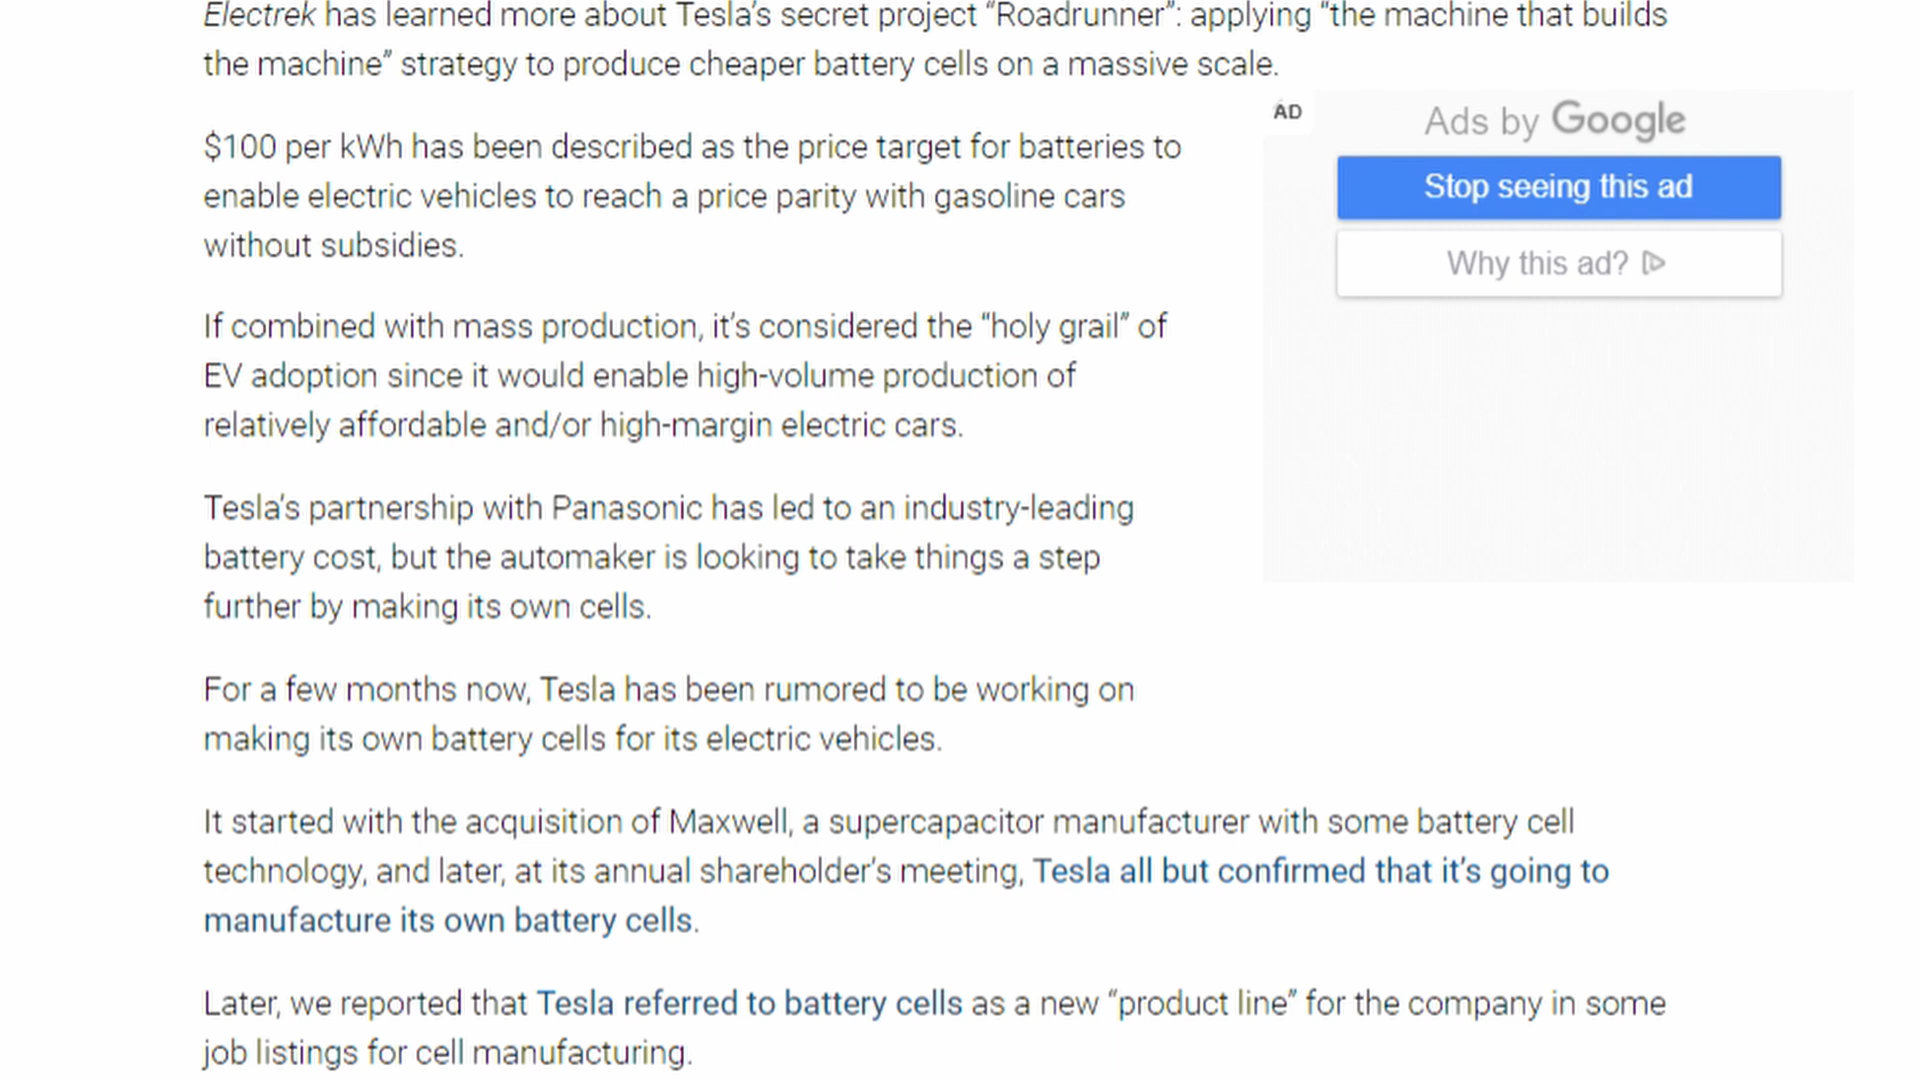 Electrek has learned more about Tesla’s secret project “Roadrunner”: applying “the machine that builds
the machine” strategy to produce cheaper battery cells on a massive scale.
$100 per kWh has been described as the price target for batteries to
enable electric vehicles to reach a price parity with gasoline cars
without subsidies.
If combined with mass production, it’s considered the “holy grail” of
EV adoption since it would enable high-volume production of
relatively affordable and/or high-margin electric cars.
Tesla’s partnership with Panasonic has led to an industry-leading
battery cost, but the automaker is looking to take things a step
further by making its own cells.
For a few months now, Tesla has been rumored to be working on
making its own battery cells for its electric vehicles.
It started with the acquisition of Maxwell, a supercapacitor manufacturer with some battery cell
technology, and later, at its annual shareholder’s meeting, Tesla all but confirmed that it’s going to
manufacture its own battery cells.
Later, we reported that Tesla referred to battery cells as a new “product line” for the company in some
job listings for cell manufacturing.
AD
Ads by Google
Stop seeing this ad
Why this ad?